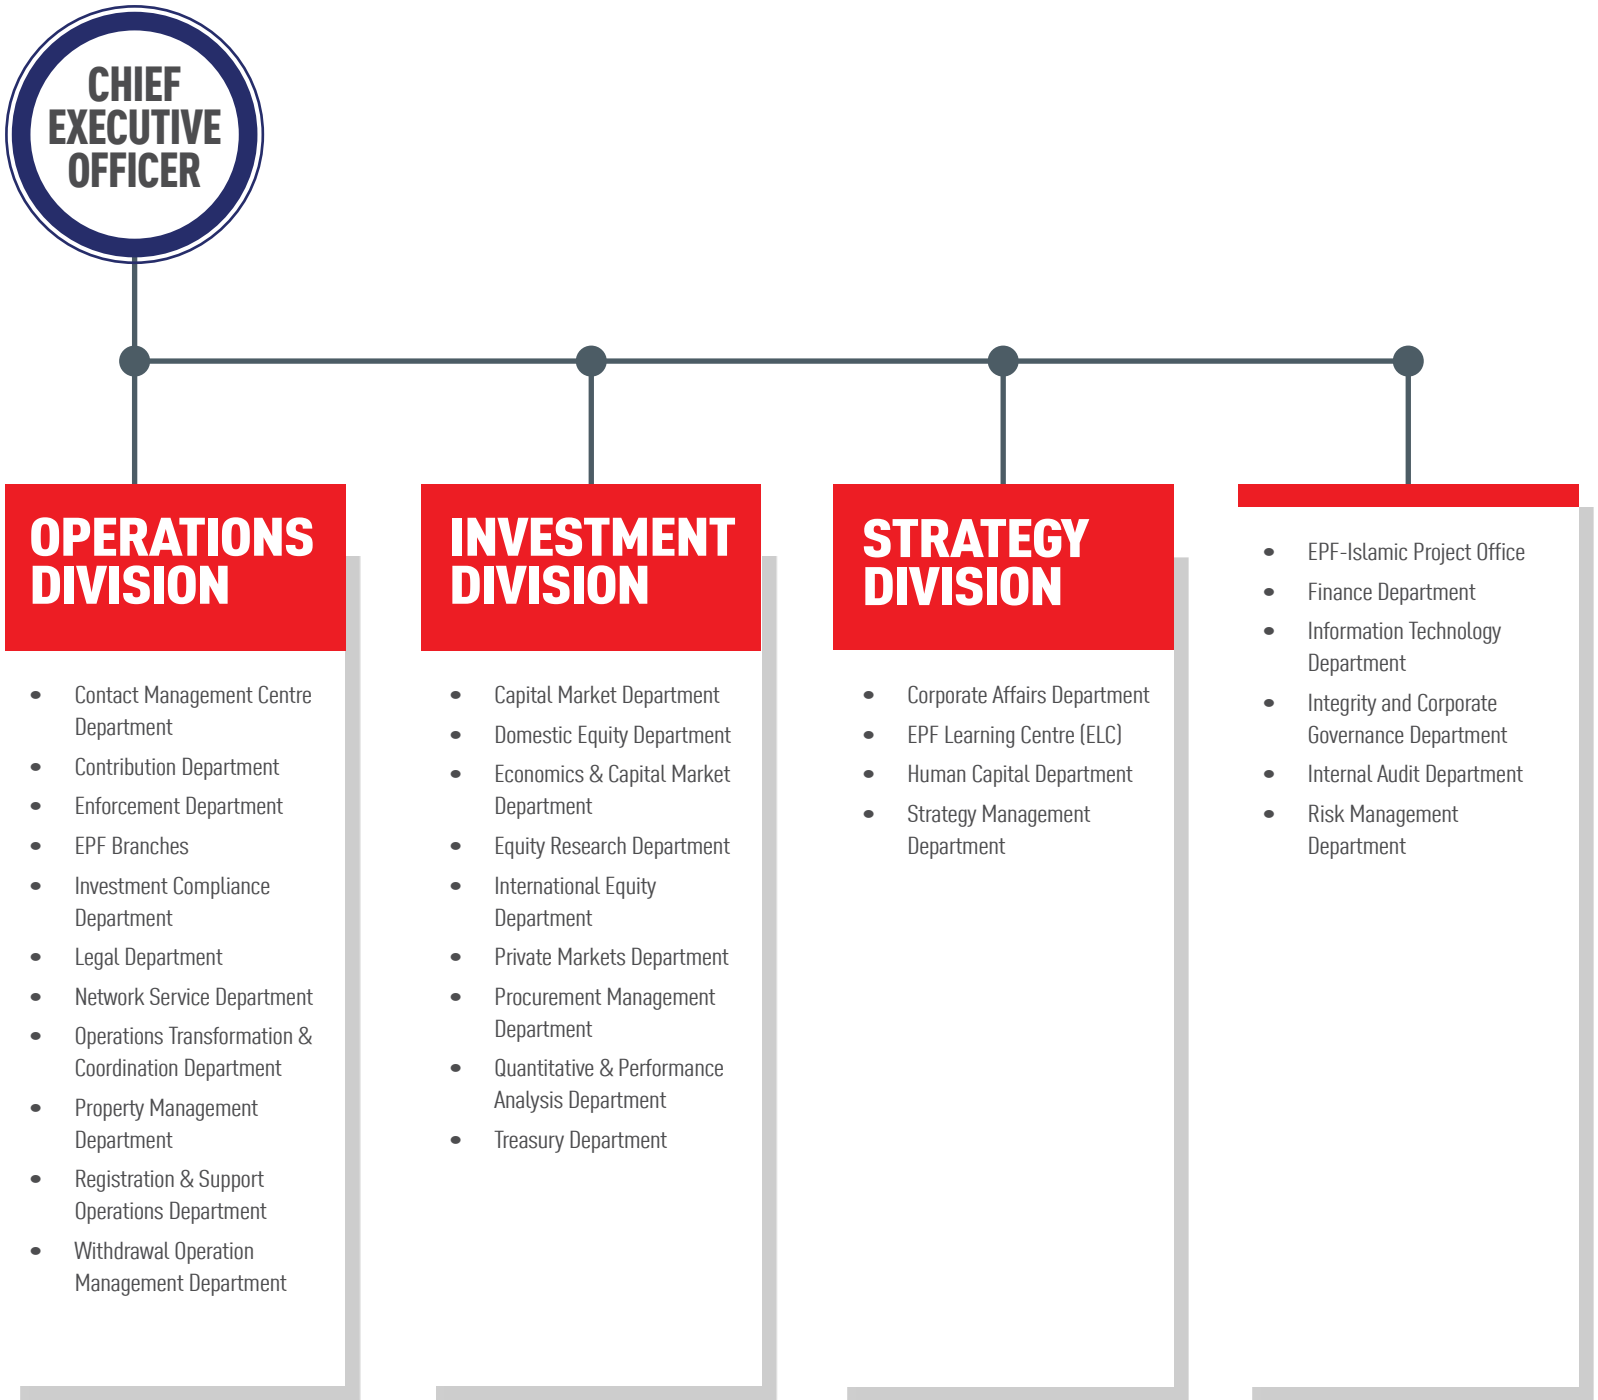 CHIEF
EXECUTIVE
OFFICER
OPERATIONS
DIVISION
• Contact Management Centre
Department
• Contribution Department
• Enforcement Department
• EPF Branches
• Investment Compliance
Department
• Legal Department
• Network Service Department
• Operations Transformation &
Coordination Department
• Property Management
Department
• Registration & Support
Operations Department
• Withdrawal Operation
Management Department
INVESTMENT
DIVISION
• Capital Market Department
• Domestic Equity Department
• Economics & Capital Market
Department
• Equity Research Department
• International Equity
Department
• Private Markets Department
• Procurement Management
Department
• Quantitative & Performance
Analysis Department
• Treasury Department
STRATEGY
DIVISION
• Corporate Affairs Department
• EPF Learning Centre (ELC)
• Human Capital Department
• Strategy Management
Department
• EPF-Islamic Project Office
• Finance Department
• Information Technology
Department
• Integrity and Corporate
Governance Department
• Internal Audit Department
• Risk Management
Department